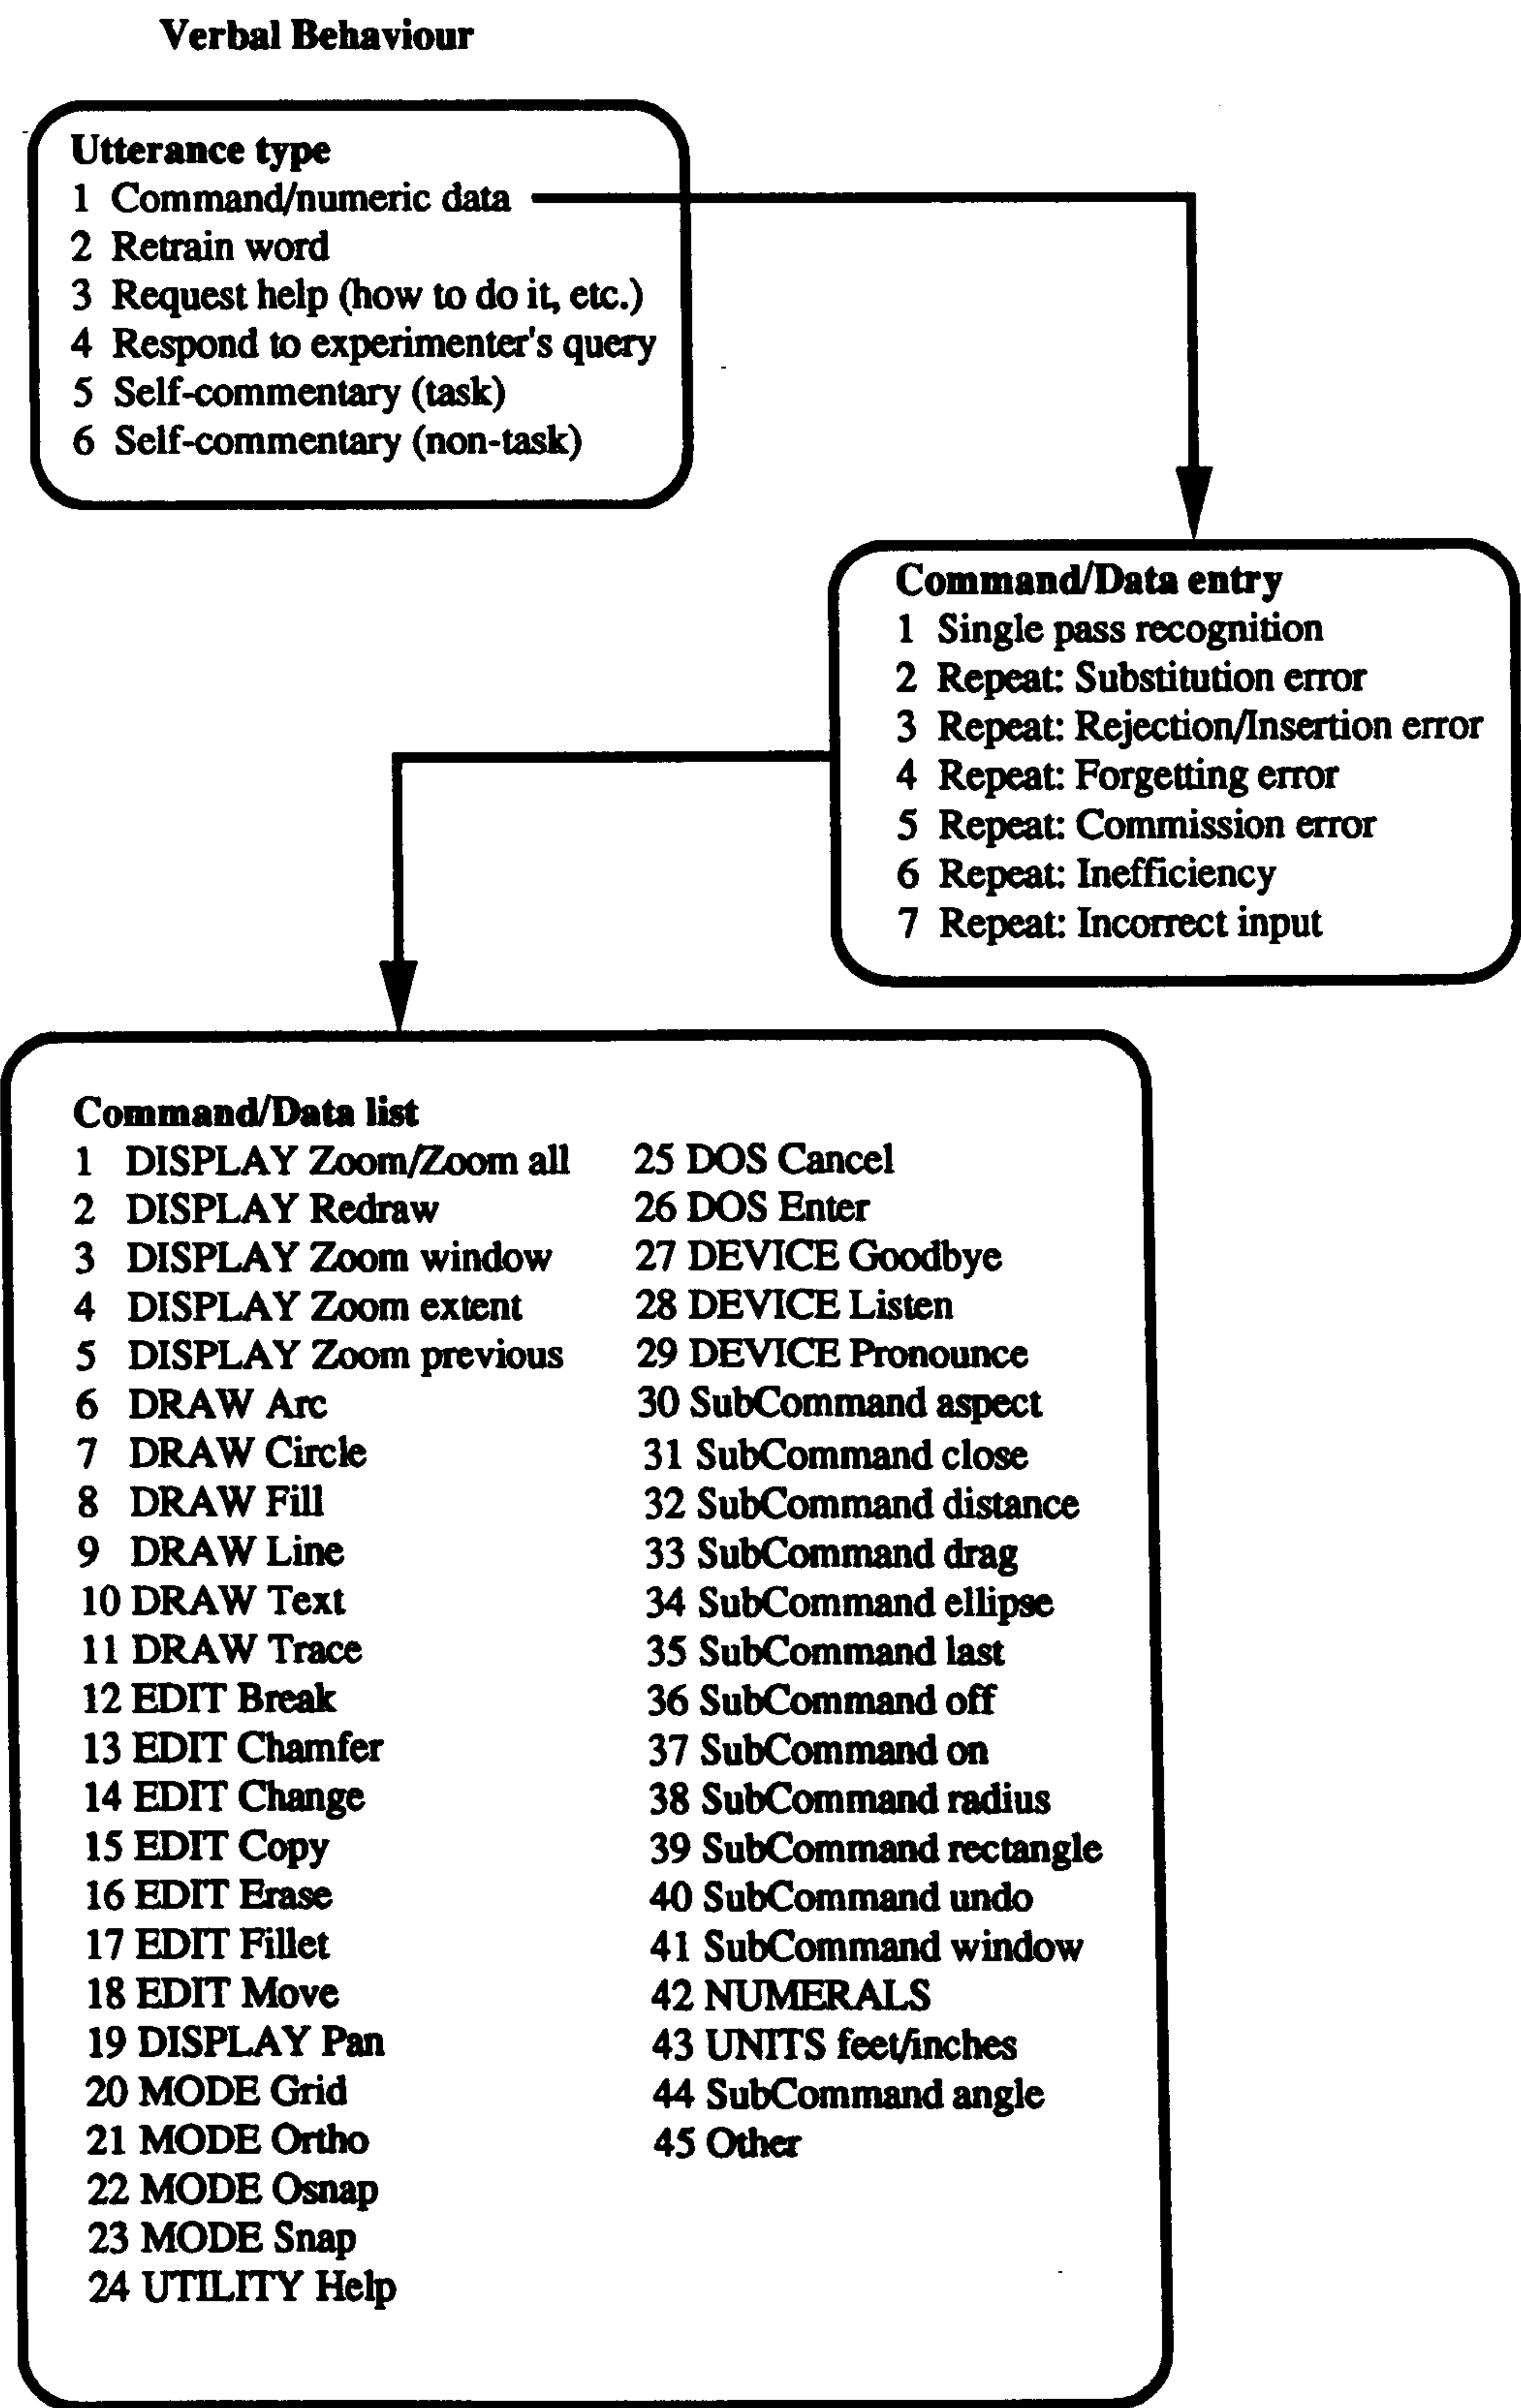 Verbal Behaviour
Utterance type
1 Command/numeric data
2 Retrain word
3 Request help (how to do it, etc.)
4 Respond to experimenter's query
5 Self-commentary (task)
6 Self-commentary (non-task)
Command/Data entry
1 Single pass recognition
2 Repeat: Substitution error
3 Repeat: Rejection/Insertion error
4 Repeat: Forgetting error
5 Repeat: Commission error
6 Repeat: Inefficiency
7 Repeat: Incorrect input
Command/Data list
1 DISPLAY Zoom/Zoom all
2 DISPLAY Redraw
3 DISPLAY Zoom window
4 DISPLAY Zoom extent
5 DISPLAY Zoom previous
6 DRAW Arc
7 DRAW Circle
8 DRAW Fill
9 DRAW Line
10 DRAW Text
11 DRAW Trace
12 EDIT Break
13 EDIT Chamfer
14 EDIT Change
15 EDIT Copy
16 EDIT Erase
17 EDIT Fillet
18 EDIT Move
19 DISPLAY Pan
20 MODE Grid
21 MODE Ortho
22 MODE Osnap
23 MODE Snap
24 UTILITY Help
25 DOS Cancel
26 DOS Enter
27 DEVICE Goodbye
28 DEVICE Listen
29 DEVICE Pronounce
30 SubCommand aspect
31 SubCommand close
32 SubCommand distance
33 SubCommand drag
34 SubCommand ellipse
35 SubCommand last
36 SubCommand off
37 SubCommand on
38 SubCommand radius
39 SubCommand rectangle
40 SubCommand undo
41 SubCommand window
42 NUMERALS
43 UNITS feet/inches
44 SubCommand angle
45 Other